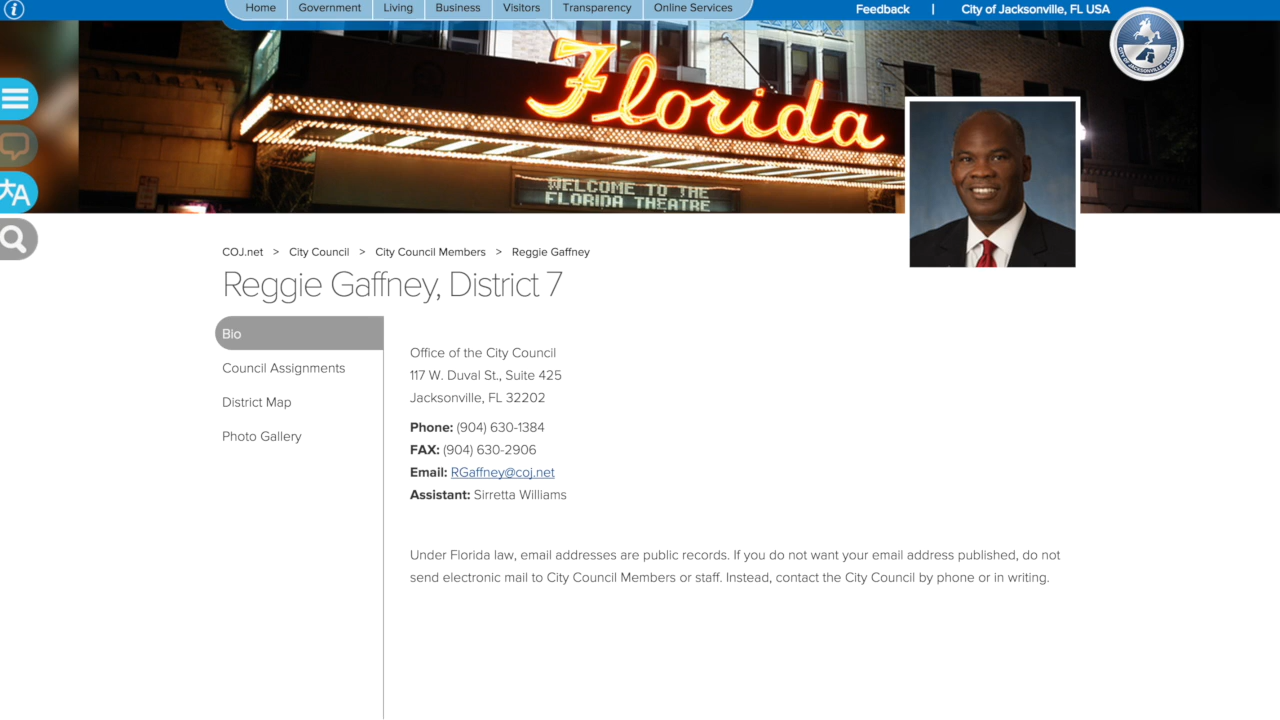 Home Government Living Business Visitors Transparency Online Services
Feedback | City of Jacksonville, FL USA
Florida
WELCOME TO THE
FLORIDA THEATRE
COJ.net > City Council > City Council Members > Reggie Gaffney
Reggie Gaffney, District 7
Bio
Council Assignments
District Map
Photo Gallery
Office of the City Council
117 W. Duval St., Suite 425
Jacksonville, FL 32202
Phone: (904) 630-1384
FAX: (904) 630-2906
Email: RGaffney@coj.net
Assistant: Sirretta Williams
Under Florida law, email addresses are public records. If you do not want your email address published, do not
send electronic mail to City Council Members or staff. Instead, contact the City Council by phone or in writing.